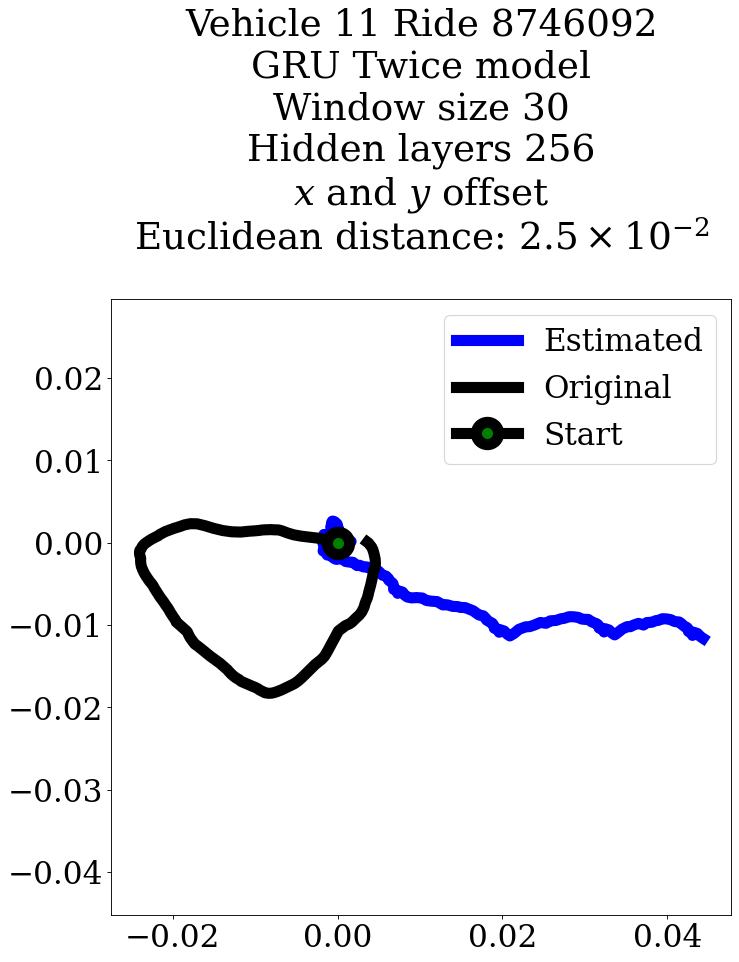 Vehicle 11 Ride 8746092
GRU Twice model
Window size 30
Hidden layers 256
x and y offset
Euclidean distance: 2.5 × 10⁻²
Estimated
Original
Start
0.02
0.01
0.00
−0.01
−0.02
−0.03
−0.04
−0.02 0.00 0.02 0.04